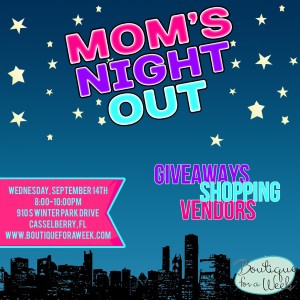 MOM'S
NIGHT
OUT
GIVEAWAYS
SHOPPING
VENDORS
WEDNESDAY, SEPTEMBER 14TH
8:00-10:00PM
910 S WINTER PARK DRIVE
CASSELBERRY, FL
WWW.BOUTIQUEFORAWEEK.COM
Boutique
for a Week